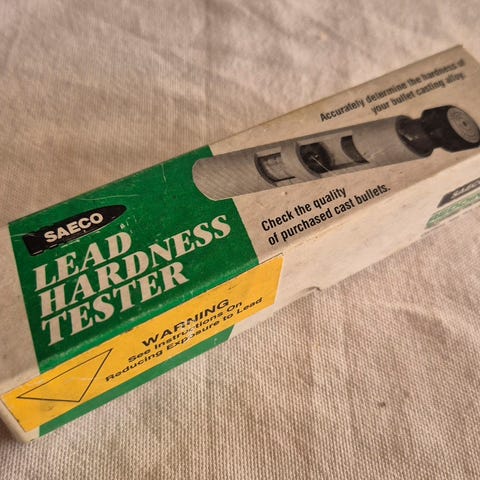 Accurately determine the hardness of
your bullet casting alloy.
Check the quality
of purchased cast bullets.
SAECO
LEAD
HARDNESS
TESTER
WARNING
See Instructions On
Reducing Exposure to Lead
SAECO